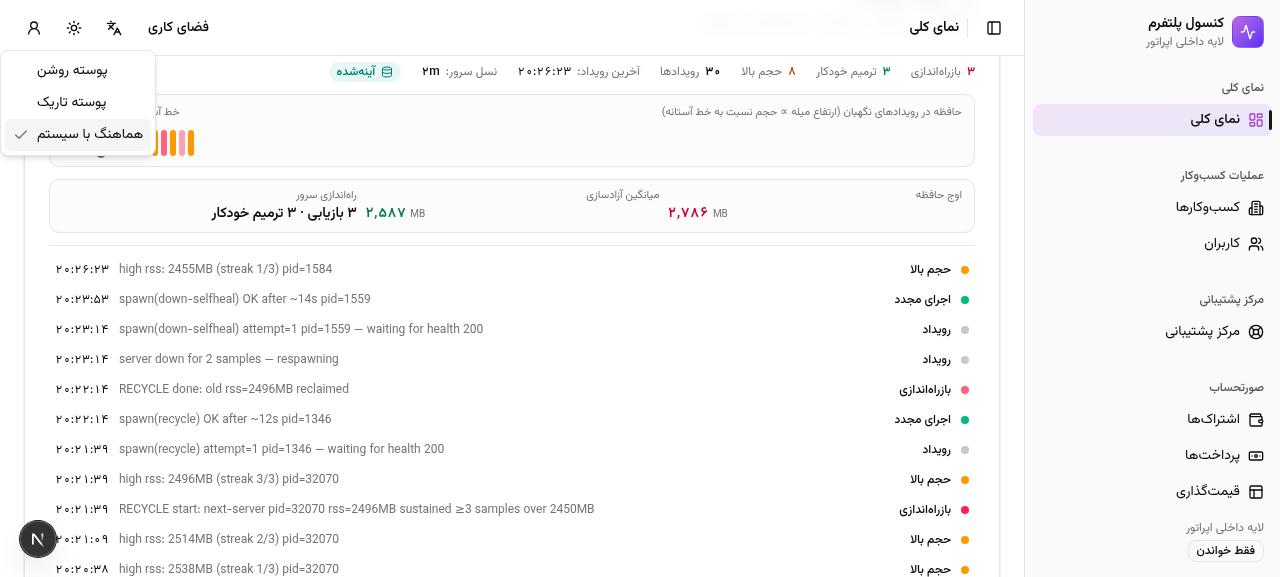 کنسول پلتفرم
لایه داخلی اپراتور
نمای کلی
نمای کلی
عملیات کسب‌وکار
کسب‌وکارها
کاربران
مرکز پشتیبانی
مرکز پشتیبانی
صورتحساب
اشتراک‌ها
پرداخت‌ها
قیمت‌گذاری
لایه داخلی اپراتور
فقط خواندن
نمای کلی
فضای کاری
پوسته روشن
پوسته تاریک
هماهنگ با سیستم
۳ بازراه‌اندازی ۳ ترمیم خودکار ۸ حجم بالا ۳۰ رویدادها آخرین رویداد: ۲۰:۲۶:۲۳ نسل سرور: ۲m آینه‌شده
حافظه در رویدادهای نگهبان (ارتفاع میله ∝ حجم نسبت به خط آستانه)
خط
اوج حافظه ۲,۷۸۶ MB
میانگین آزادسازی ۲,۵۸۷ MB
راه‌اندازی سرور ۳ بازیابی · ۳ ترمیم خودکار
حجم بالا high rss: 2455MB (streak 1/3) pid=1584 ۲۰:۲۶:۲۳
اجرای مجدد spawn(down-selfheal) OK after ~14s pid=1559 ۲۰:۲۳:۵۳
رویداد spawn(down-selfheal) attempt=1 pid=1559 — waiting for health 200 ۲۰:۲۳:۱۴
رویداد server down for 2 samples — respawning ۲۰:۲۳:۱۴
بازراه‌اندازی RECYCLE done: old rss=2496MB reclaimed ۲۰:۲۲:۱۴
اجرای مجدد spawn(recycle) OK after ~12s pid=1346 ۲۰:۲۲:۱۴
رویداد spawn(recycle) attempt=1 pid=1346 — waiting for health 200 ۲۰:۲۱:۳۹
حجم بالا high rss: 2496MB (streak 3/3) pid=32070 ۲۰:۲۱:۳۹
بازراه‌اندازی RECYCLE start: next-server pid=32070 rss=2496MB sustained ≥3 samples over 2450MB ۲۰:۲۱:۳۹
حجم بالا high rss: 2514MB (streak 2/3) pid=32070 ۲۰:۲۱:۰۹
حجم بالا high rss: 2538MB (streak 1/3) pid=32070 ۲۰:۲۰:۳۸
N